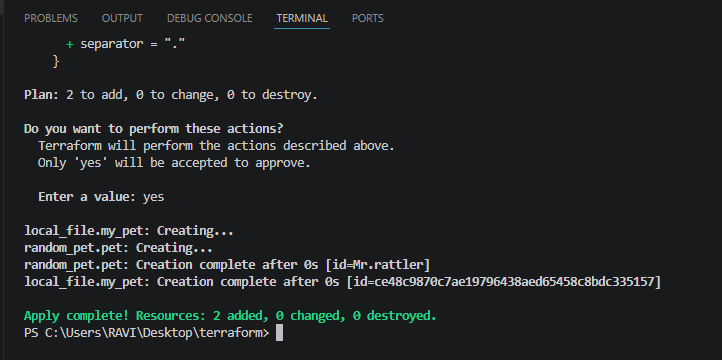 PROBLEMS OUTPUT DEBUG CONSOLE TERMINAL PORTS
+ separator = "."
}
Plan: 2 to add, 0 to change, 0 to destroy.
Do you want to perform these actions?
Terraform will perform the actions described above.
Only 'yes' will be accepted to approve.
Enter a value: yes
local_file.my_pet: Creating...
random_pet.pet: Creating...
random_pet.pet: Creation complete after 0s [id=Mr.rattler]
local_file.my_pet: Creation complete after 0s [id=ce48c9870c7ae19796438aed65458c8bdc335157]
Apply complete! Resources: 2 added, 0 changed, 0 destroyed.
PS C:\Users\RAVI\Desktop\terraform>